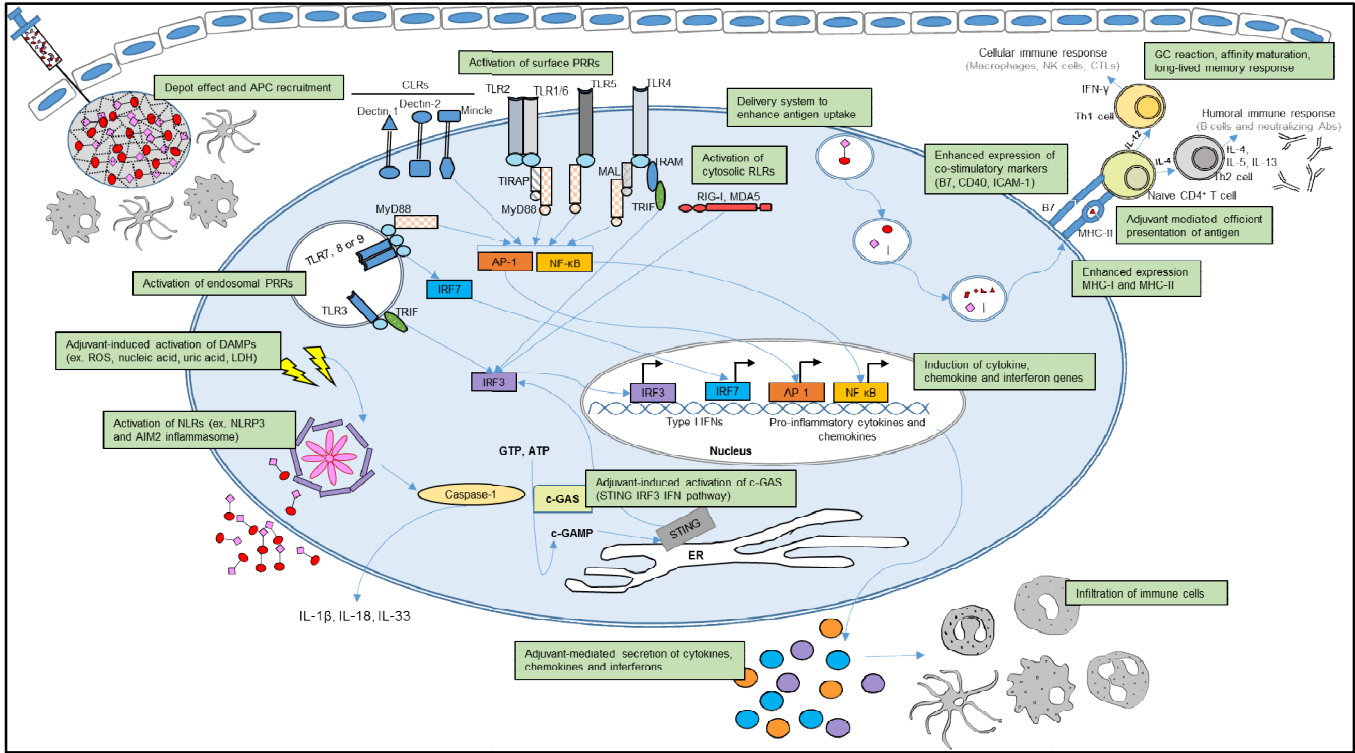 Cellular immune response
(Macrophages, NK cells, CTLs)
GC reaction, affinity maturation,
long-lived memory response
Activation of surface PRRs
Depot effect and APC recruitment
CLRs
Dectin-1
Dectin-2
Mincle
TLR2
TLR1/6
TLR5
TLR4
IFN-γ
Th1 cell
Humoral immune response
(B cells and neutralizing Abs)
Delivery system to
enhance antigen uptake
IL-12
IL-4
IL-4,
IL-5, IL-13
Th2 cell
Enhanced expression of
co-stimulatory markers
(B7, CD40, ICAM-1)
Naive CD4+ T cell
B7
MHC-II
Adjuvant mediated efficient
presentation of antigen
Activation of
cytosolic RLRs
RIG-I, MDA5
TIRAP
MyD88
MAL
TRAM
TRIF
MyD88
TLR7, 8 or 9
AP-1
NF-κB
Enhanced expression
MHC-I and MHC-II
Activation of endosomal PRRs
IRF7
TLR3
TRIF
Adjuvant-induced activation of DAMPs
(ex. ROS, nucleic acid, uric acid, LDH)
IRF3
Induction of cytokine,
chemokine and interferon genes
IRF3
IRF7
AP-1
NF-κB
Type I IFNs
Pro-inflammatory cytokines and
chemokines
Nucleus
Activation of NLRs (ex. NLRP3
and AIM2 inflammasome)
GTP, ATP
Caspase-1
c-GAS
Adjuvant-induced activation of c-GAS
(STING IRF3 IFN pathway)
c-GAMP
STING
ER
IL-1β, IL-18, IL-33
Infiltration of immune cells
Adjuvant-mediated secretion of cytokines,
chemokines and interferons